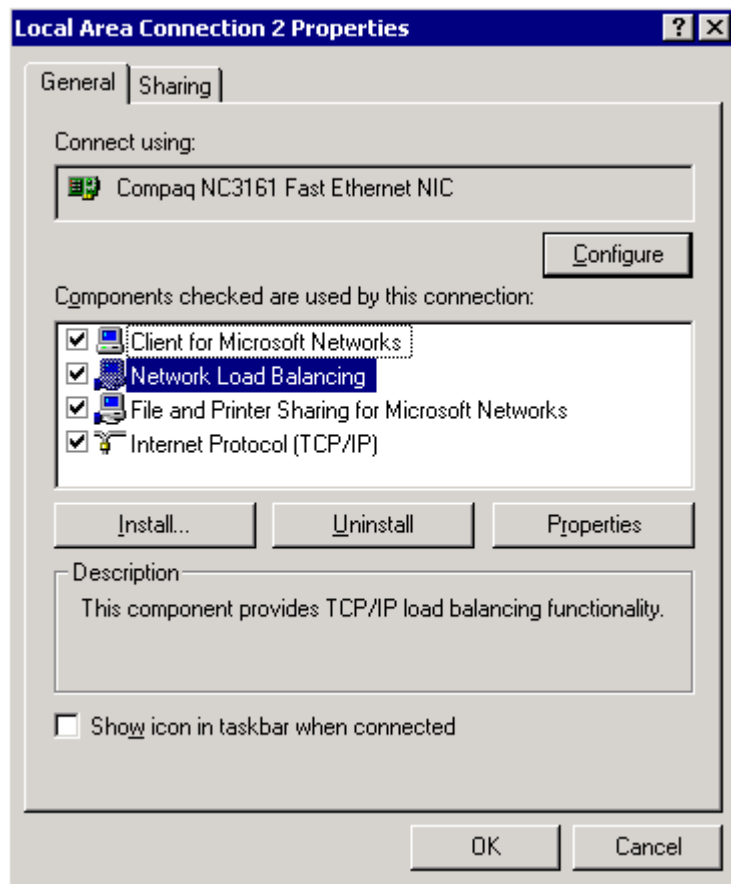 Local Area Connection 2 Properties
General Sharing
Connect using:
Compaq NC3161 Fast Ethernet NIC
Configure
Components checked are used by this connection:
Client for Microsoft Networks
Network Load Balancing
File and Printer Sharing for Microsoft Networks
Internet Protocol (TCP/IP)
Install... Uninstall Properties
Description
This component provides TCP/IP load balancing functionality.
Show icon in taskbar when connected
OK Cancel